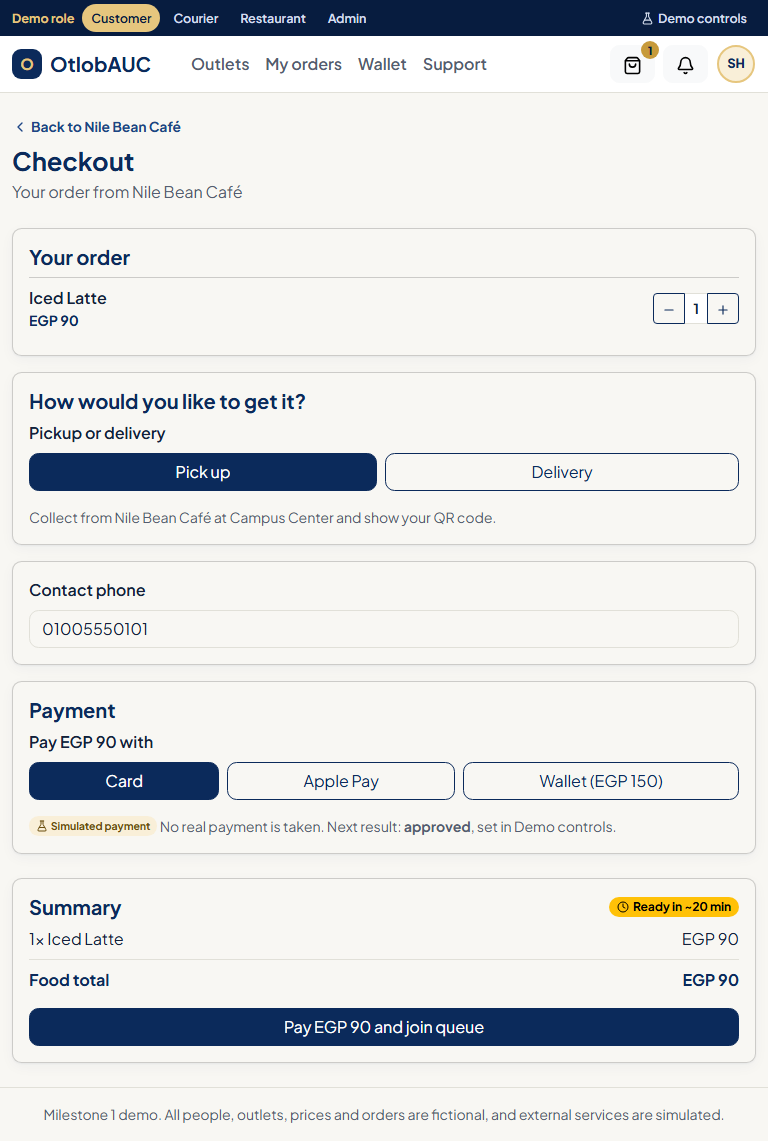 Demo role Customer Courier Restaurant Admin Demo controls
OtlobAUC Outlets My orders Wallet Support 1 SH
Back to Nile Bean Café
Checkout
Your order from Nile Bean Café
Your order
Iced Latte
EGP 90
− 1 +
How would you like to get it?
Pickup or delivery
Pick up Delivery
Collect from Nile Bean Café at Campus Center and show your QR code.
Contact phone
01005550101
Payment
Pay EGP 90 with
Card Apple Pay Wallet (EGP 150)
Simulated payment No real payment is taken. Next result: approved, set in Demo controls.
Summary Ready in ~20 min
1× Iced Latte EGP 90
Food total EGP 90
Pay EGP 90 and join queue
Milestone 1 demo. All people, outlets, prices and orders are fictional, and external services are simulated.